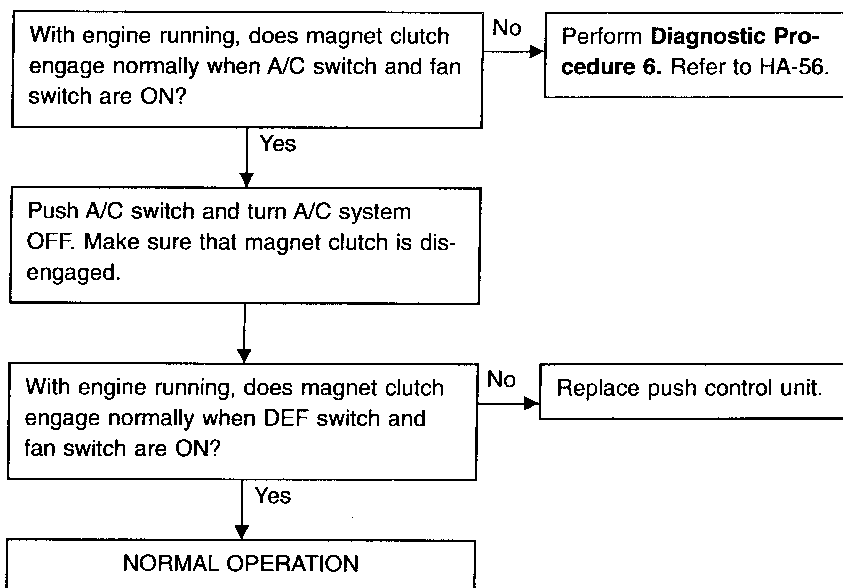 With engine running, does magnet clutch
engage normally when A/C switch and fan
switch are ON?
No
Perform Diagnostic Pro-
cedure 6. Refer to HA-56.
Yes
Push A/C switch and turn A/C system
OFF. Make sure that magnet clutch is dis-
engaged.
With engine running, does magnet clutch
engage normally when DEF switch and
fan switch are ON?
No
Replace push control unit.
Yes
NORMAL OPERATION